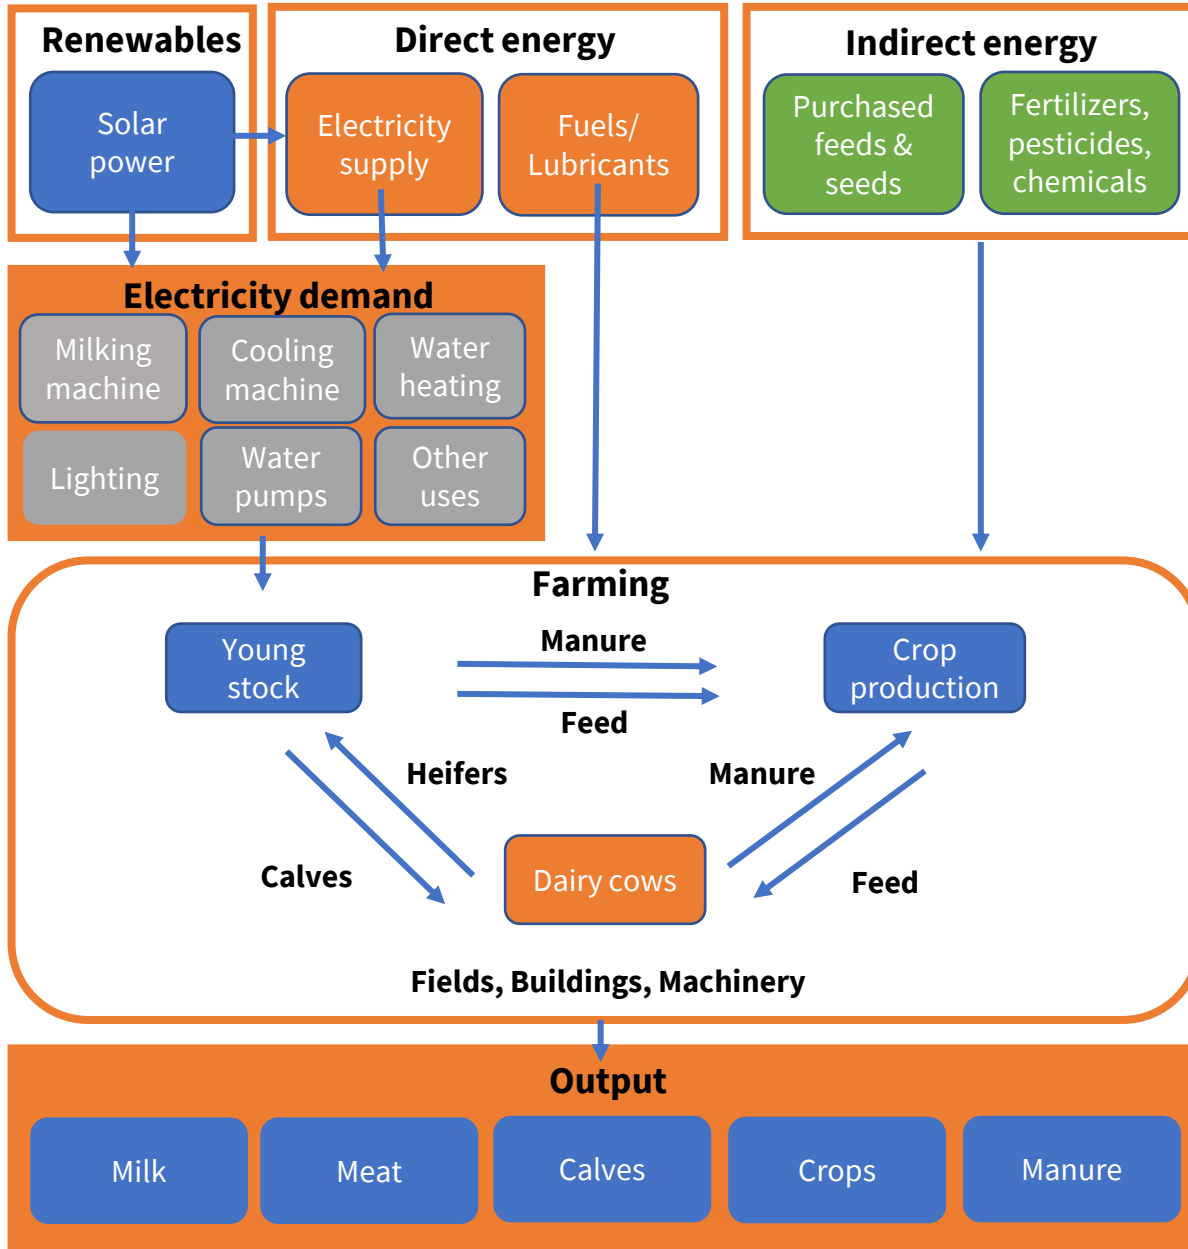 Renewables
Direct energy
Indirect energy
Solar
power
Electricity
supply
Fuels/
Lubricants
Purchased
feeds &
seeds
Fertilizers,
pesticides,
chemicals
Electricity demand
Milking
machine
Cooling
machine
Water
heating
Lighting
Water
pumps
Other
uses
Farming
Young
stock
Manure
Feed
Crop
production
Heifers
Manure
Calves
Dairy cows
Feed
Fields, Buildings, Machinery
Output
Milk
Meat
Calves
Crops
Manure